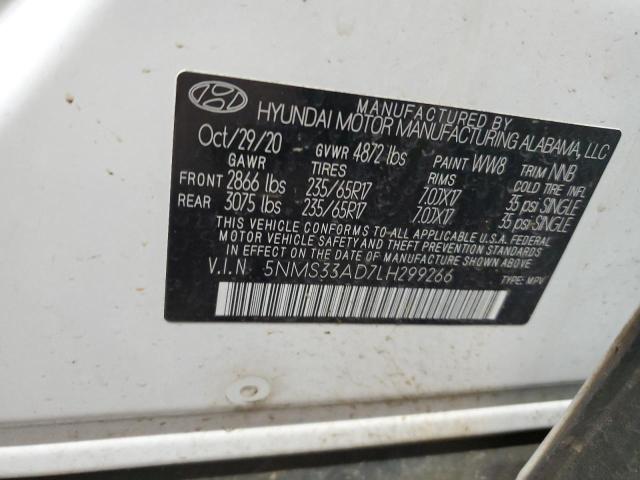 MANUFACTURED BY
HYUNDAI MOTOR MANUFACTURING ALABAMA, LLC
Oct/29/20 GVWR 4872 lbs PAINT WW8 TRIM NNB
GAWR TIRES RIMS COLD TIRE INFL
FRONT 2866 lbs 235/65R17 7.0JX17 35 psi SINGLE
REAR 3075 lbs 235/65R17 7.0JX17 35 psi SINGLE
THIS VEHICLE CONFORMS TO ALL APPLICABLE U.S.A. FEDERAL
MOTOR VEHICLE SAFETY AND THEFT PREVENTION STANDARDS IN
EFFECT ON THE DATE OF MANUFACTURE SHOWN ABOVE.
V.I.N 5NMS33AD7LH299266
TYPE: MPV